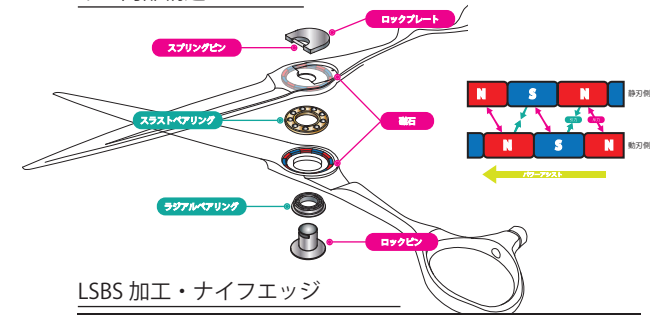 ロックプレート
スプリングピン
スラストベアリング
磁石
ラジアルベアリング
ロックピン
N S N 静刃側
N S N 動刃側
パワーアシスト
LSBS 加工・ナイフエッジ